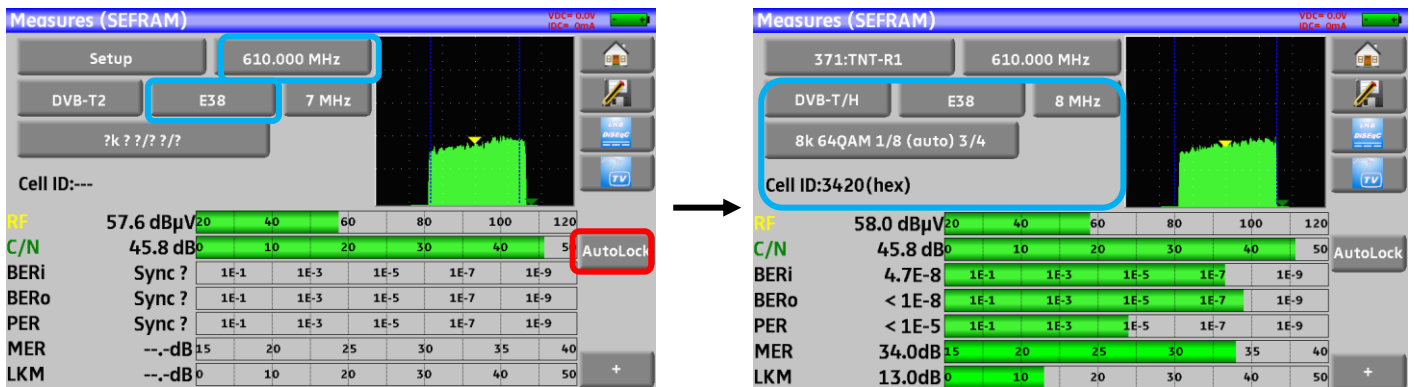 Measures (SEFRAM)
VDC= 0.0V
IDC= 0mA
Setup
610.000 MHz
DVB-T2
E38
7 MHz
?k ? ?/? ?/?
Cell ID:---
DiSEqC
TV
RF 57.6 dBµV 20 40 60 80 100 120
C/N 45.8 dB 0 10 20 30 40 50
AutoLock
BERi Sync ? 1E-1 1E-3 1E-5 1E-7 1E-9
BERo Sync ? 1E-1 1E-3 1E-5 1E-7 1E-9
PER Sync ? 1E-1 1E-3 1E-5 1E-7 1E-9
MER --.-dB 15 20 25 30 35 40
LKM --.-dB 0 10 20 30 40 50
+
Measures (SEFRAM)
VDC= 0.0V
IDC= 0mA
371:TNT-R1
610.000 MHz
DVB-T/H
E38
8 MHz
8k 64QAM 1/8 (auto) 3/4
Cell ID:3420(hex)
DiSEqC
TV
RF 58.0 dBµV 20 40 60 80 100 120
C/N 45.8 dB 0 10 20 30 40 50
AutoLock
BERi 4.7E-8 1E-1 1E-3 1E-5 1E-7 1E-9
BERo < 1E-8 1E-1 1E-3 1E-5 1E-7 1E-9
PER < 1E-5 1E-1 1E-3 1E-5 1E-7 1E-9
MER 34.0dB 15 20 25 30 35 40
LKM 13.0dB 0 10 20 30 40 50
+